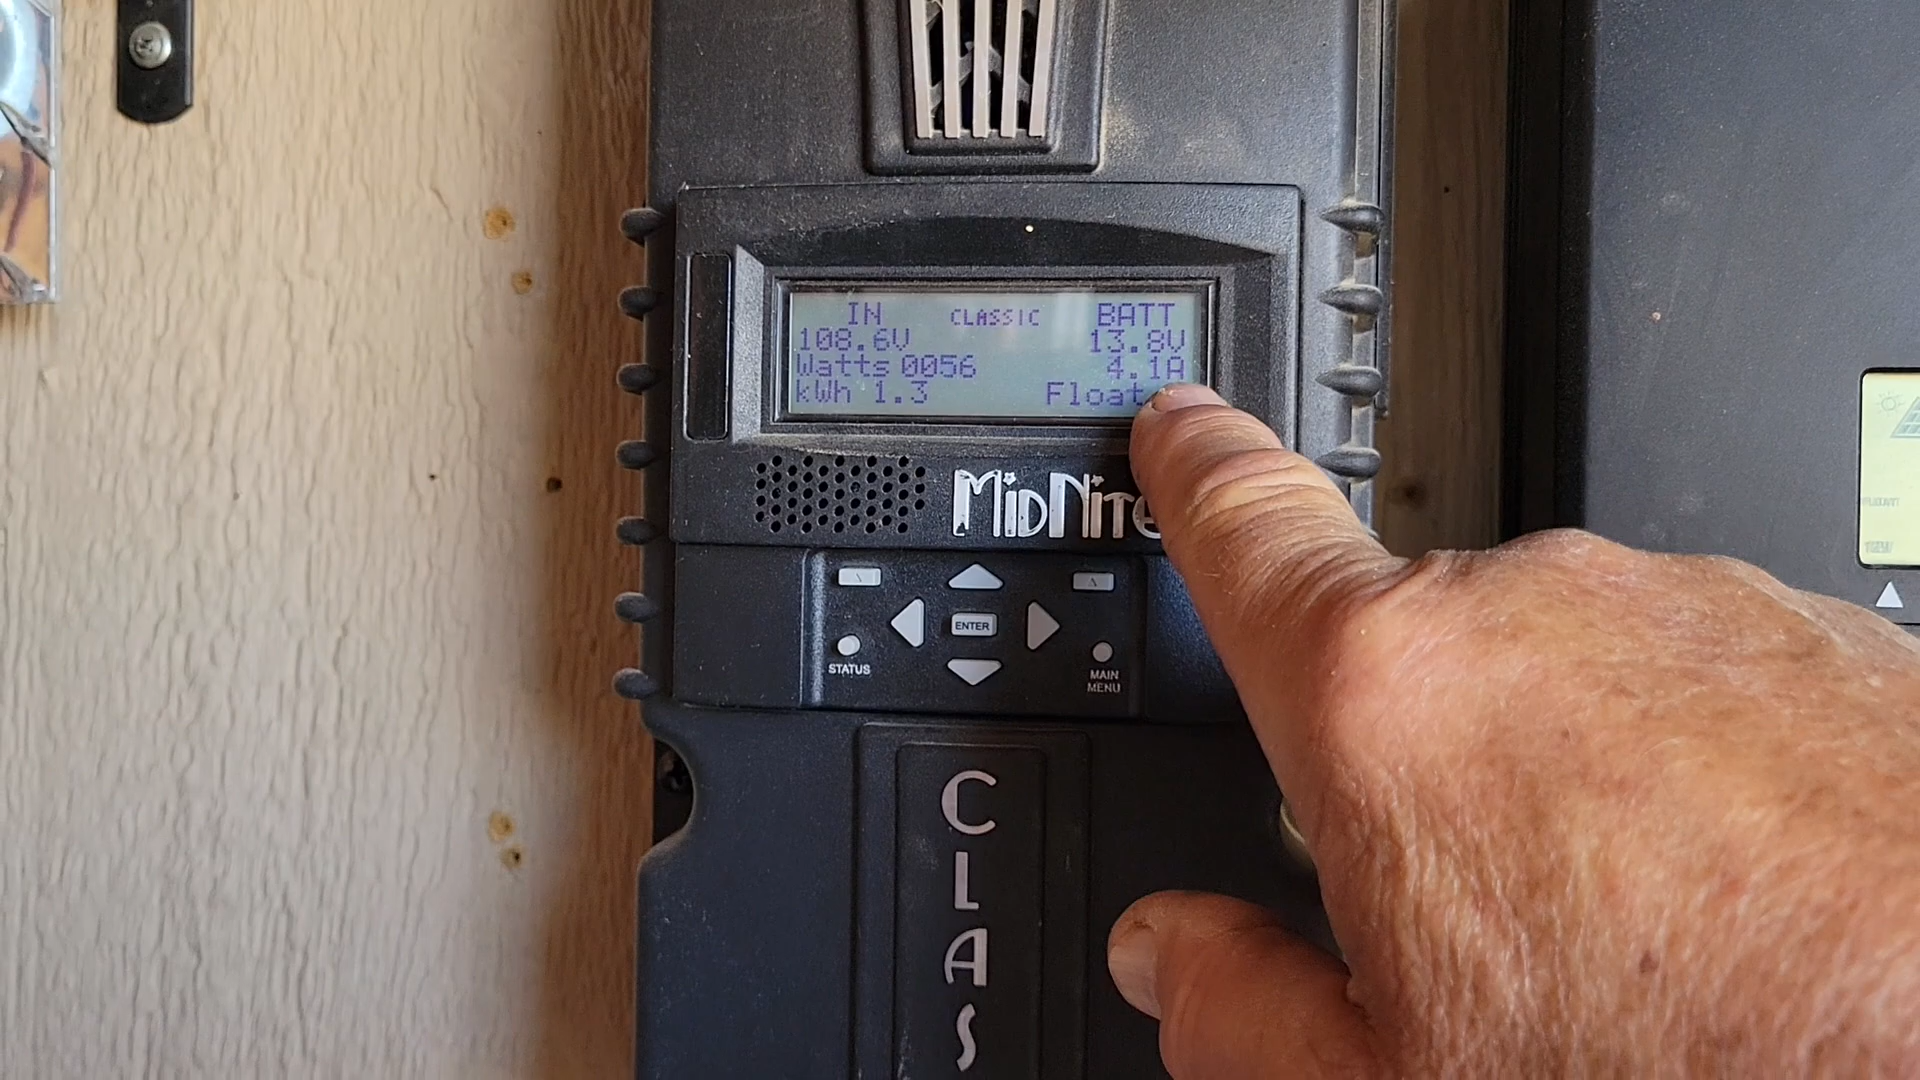 IN CLASSIC BATT
108.6V 13.8V
Watts 0056 4.1A
kWh 1.3 Float
MidNite
ENTER
STATUS
MAIN
MENU
CLAS